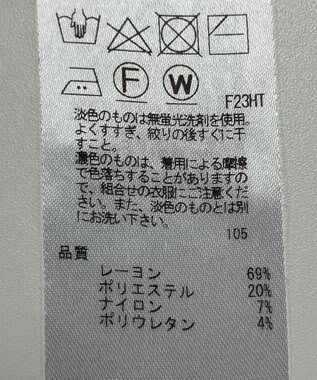 F
W
F23HT
淡色のものは無蛍光洗剤を使用。
よくすすぎ、絞りの後すぐに干
すこと。
濃色のものは、着用による摩擦
で色落ちすることがありますの
で、組合せの衣服にご注意くださ
い。また、淡色のものとは別
にお洗い下さい。
105
品質
レーヨン 69%
ポリエステル 20%
ナイロン 7%
ポリウレタン 4%